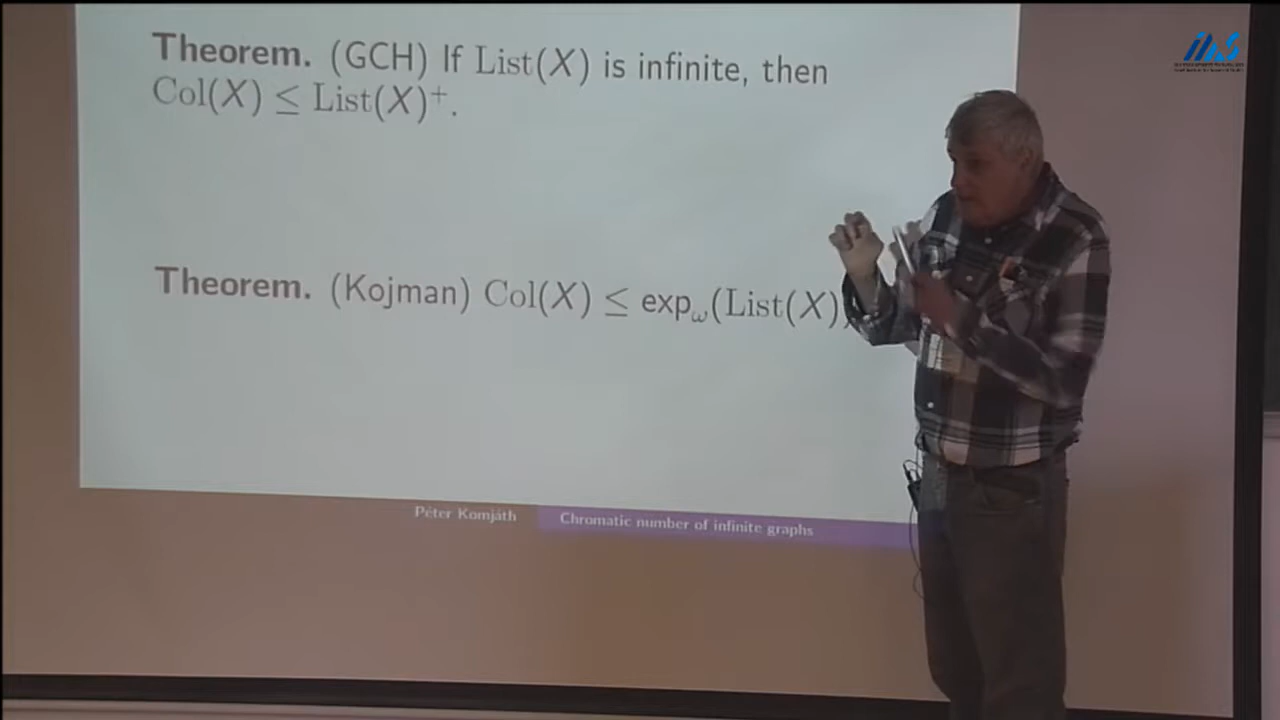 Theorem. (GCH) If List(X) is infinite, then
Col(X) ≤ List(X)⁺.
Theorem. (Kojman) Col(X) ≤ exp_ω(List(X))
Péter Komjáth
Chromatic number of infinite graphs